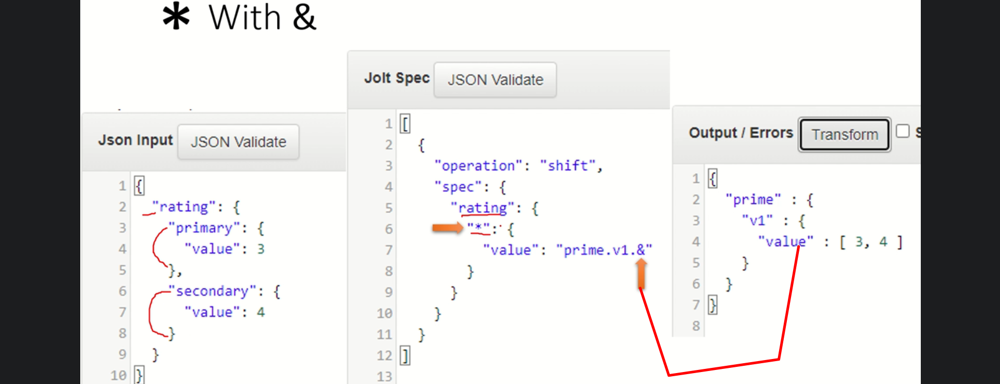 * With &
Json Input JSON Validate
1 {
2 "rating": {
3 "primary": {
4 "value": 3
5 },
6 "secondary": {
7 "value": 4
8 }
9 }
10 }
Jolt Spec JSON Validate
1 [
2 {
3 "operation": "shift",
4 "spec": {
5 "rating": {
6 "*": {
7 "value": "prime.v1.&"
8 }
9 }
10 }
11 }
12 ]
13
Output / Errors Transform
1 {
2 "prime" : {
3 "v1" : {
4 "value" : [ 3, 4 ]
5 }
6 }
7 }
8